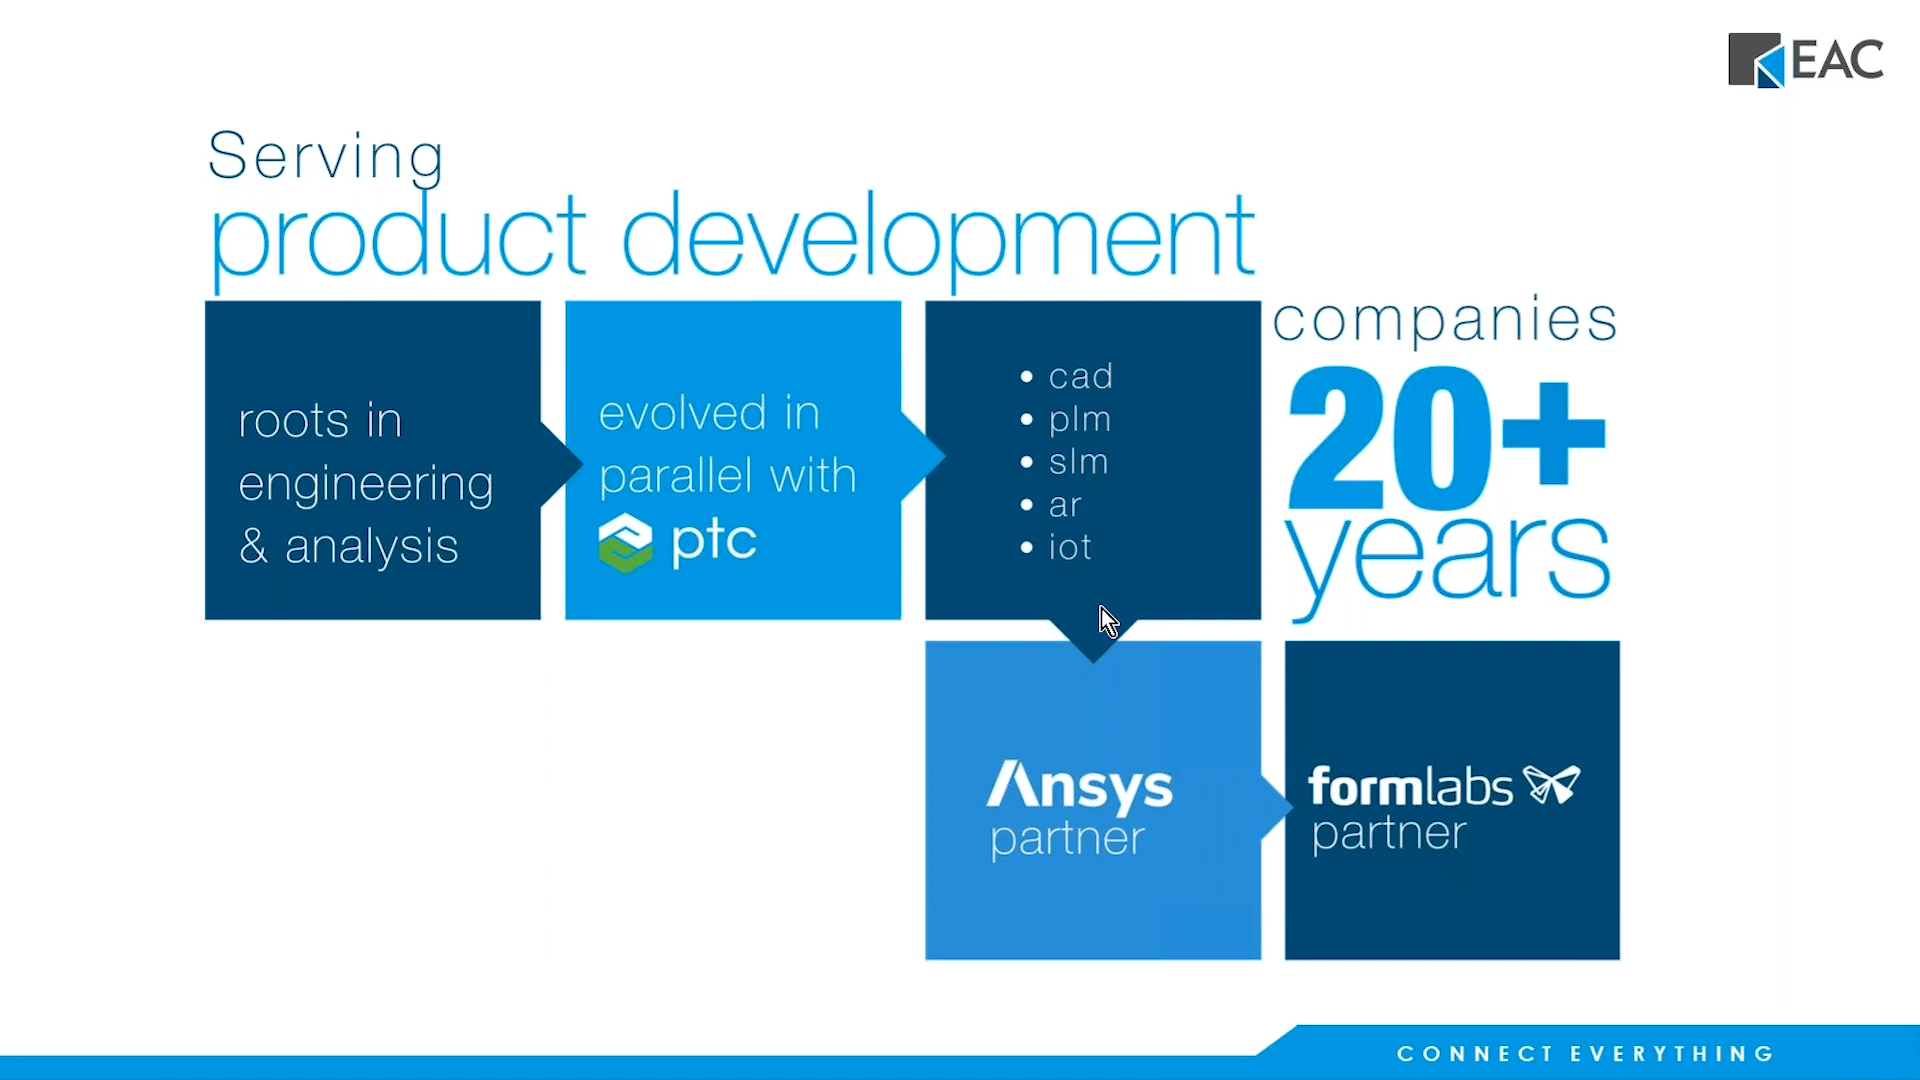 EAC
Serving
product development
companies
20+
years
roots in
engineering
& analysis
evolved in
parallel with
ptc
• cad
• plm
• slm
• ar
• iot
Ansys
partner
formlabs
partner
CONNECT EVERYTHING